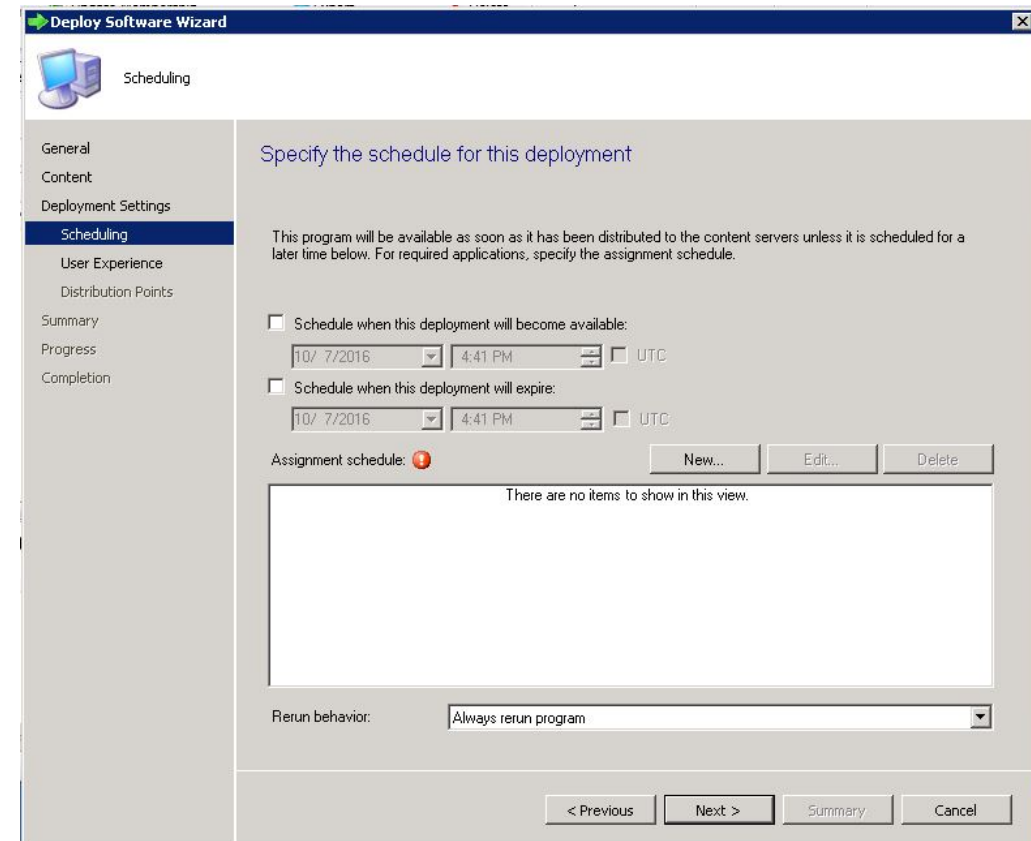 Deploy Software Wizard
Scheduling
General
Content
Deployment Settings
Scheduling
User Experience
Distribution Points
Summary
Progress
Completion
Specify the schedule for this deployment
This program will be available as soon as it has been distributed to the content servers unless it is scheduled for a
later time below. For required applications, specify the assignment schedule.
Schedule when this deployment will become available:
10/ 7/2016 4:41 PM UTC
Schedule when this deployment will expire:
10/ 7/2016 4:41 PM UTC
Assignment schedule: New... Edit... Delete
There are no items to show in this view.
Rerun behavior: Always rerun program
< Previous Next > Summary Cancel